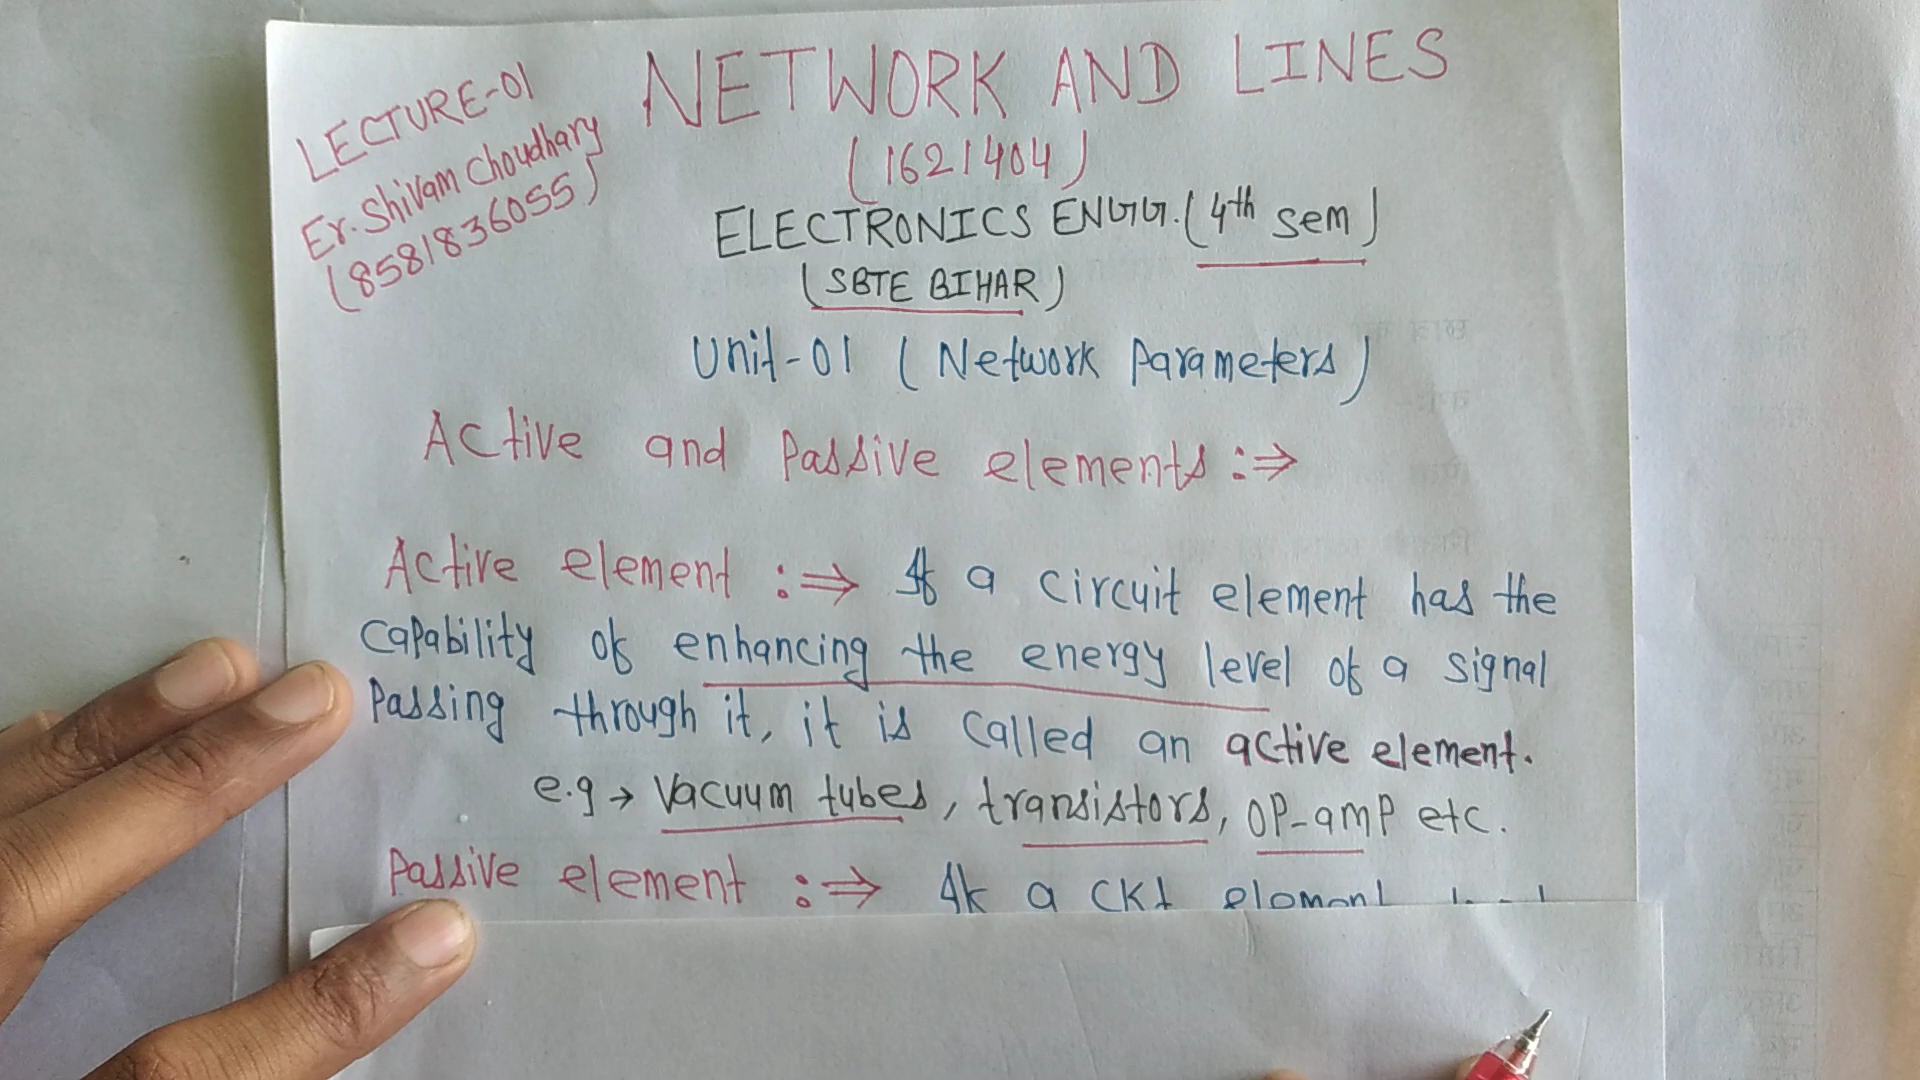 LECTURE-01
Er. Shivam Choudhary
(8581836055)
NETWORK AND LINES
(1621404)
ELECTRONICS ENGG. (4th sem)
(SBTE BIHAR)
Unit-01 (Network Parameters)
Active and Passive elements :⇒
Active element :⇒ If a circuit element has the
capability of enhancing the energy level of a signal
passing through it, it is called an active element.
e.g → Vacuum tubes, transistors, OP-amp etc.
Passive element :⇒ If a ckt element